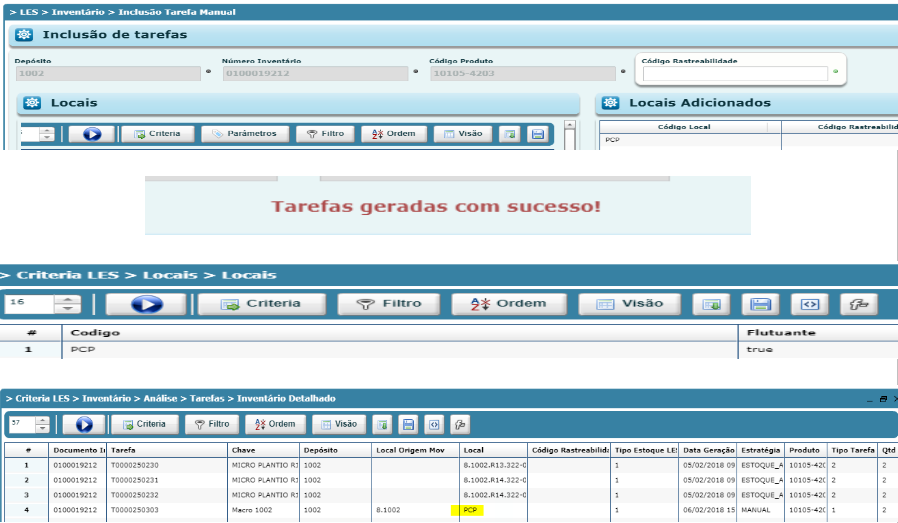 > LES > Inventário > Inclusão Tarefa Manual
Inclusão de tarefas
Depósito Número Inventário Código Produto Código Rastreabilidade
1002 0100019212 10105-4203
Locais Locais Adicionados
Criteria Parâmetros Filtro Ordem Visão
Código Local Código Rastreabilid
PCP
Tarefas geradas com sucesso!
> Criteria LES > Locais > Locais
16 Criteria Filtro Ordem Visão
# Codigo Flutuante
1 PCP true
> Criteria LES > Inventário > Análise > Tarefas > Inventário Detalhado
37 Criteria Filtro Ordem Visão
# Documento In Tarefa Chave Depósito Local Origem Mov Local Código Rastreabilida Tipo Estoque LES Data Geração Estratégia Produto Tipo Tarefa Qtd
1 0100019212 T0000250230 MICRO PLANTIO R1 1002 8.1002.R13.322-0 1 05/02/2018 09 ESTOQUE_A 10105-420 2 2
2 0100019212 T0000250231 MICRO PLANTIO R1 1002 8.1002.R14.322-0 1 05/02/2018 09 ESTOQUE_A 10105-420 2 2
3 0100019212 T0000250232 MICRO PLANTIO R1 1002 8.1002.R14.322-0 1 05/02/2018 09 ESTOQUE_A 10105-420 2 2
4 0100019212 T0000250303 Macro 1002 1002 8.1002 PCP 1 06/02/2018 15 MANUAL 10105-420 1 2